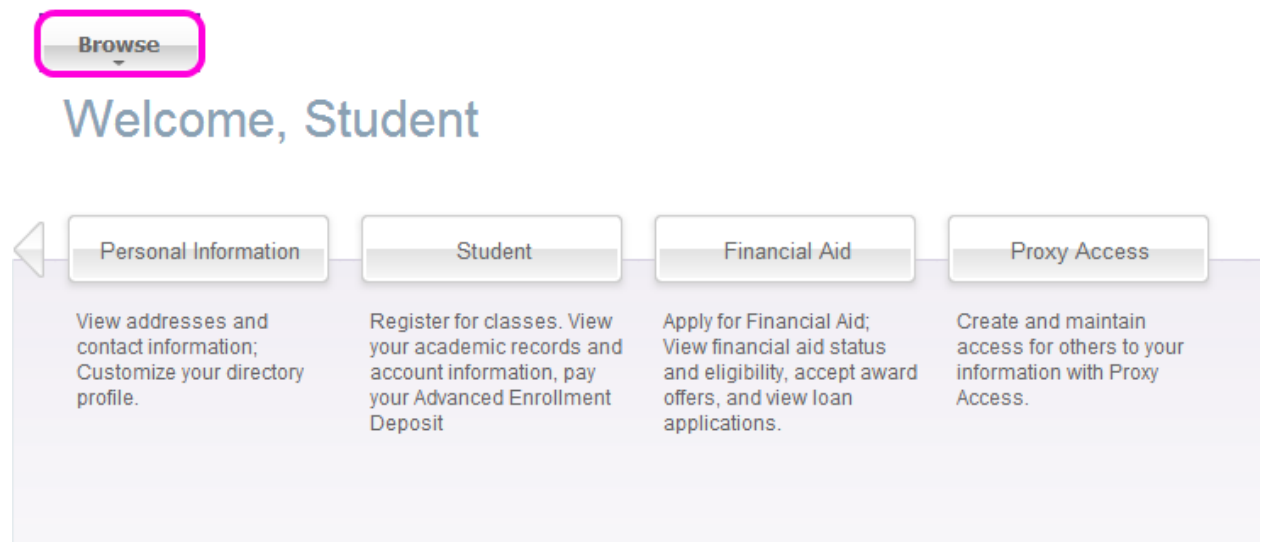 Browse
Welcome, Student
Personal Information
View addresses and
contact information;
Customize your directory
profile.
Student
Register for classes. View
your academic records and
account information, pay
your Advanced Enrollment
Deposit
Financial Aid
Apply for Financial Aid;
View financial aid status
and eligibility, accept award
offers, and view loan
applications.
Proxy Access
Create and maintain
access for others to your
information with Proxy
Access.